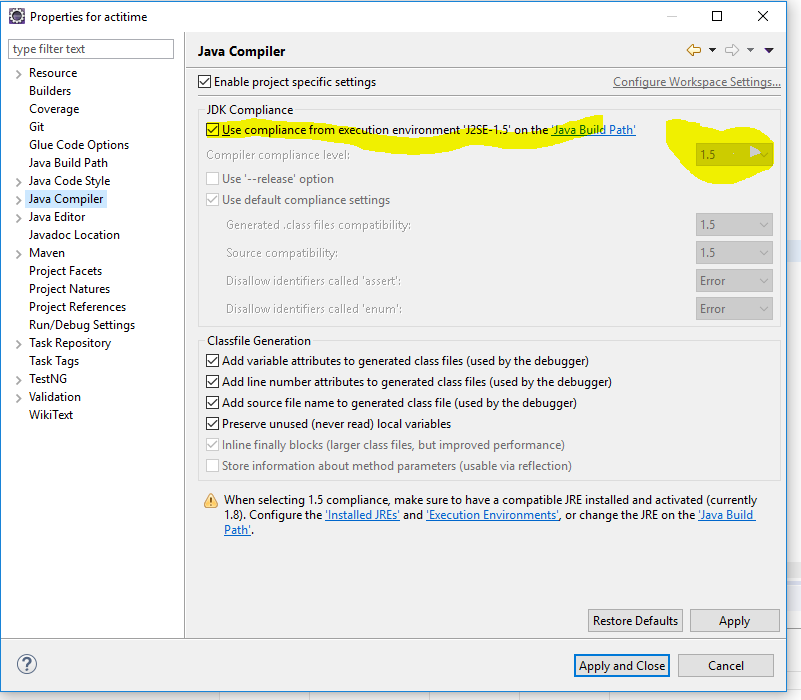 Properties for actitime
type filter text
Resource
Builders
Coverage
Git
Glue Code Options
Java Build Path
Java Code Style
Java Compiler
Java Editor
Javadoc Location
Maven
Project Facets
Project Natures
Project References
Run/Debug Settings
Task Repository
Task Tags
TestNG
Validation
WikiText
Java Compiler
Enable project specific settings
Configure Workspace Settings...
JDK Compliance
Use compliance from execution environment 'J2SE-1.5' on the 'Java Build Path'
Compiler compliance level: 1.5
Use '--release' option
Use default compliance settings
Generated .class files compatibility: 1.5
Source compatibility: 1.5
Disallow identifiers called 'assert': Error
Disallow identifiers called 'enum': Error
Classfile Generation
Add variable attributes to generated class files (used by the debugger)
Add line number attributes to generated class files (used by the debugger)
Add source file name to generated class file (used by the debugger)
Preserve unused (never read) local variables
Inline finally blocks (larger class files, but improved performance)
Store information about method parameters (usable via reflection)
When selecting 1.5 compliance, make sure to have a compatible JRE installed and activated (currently
1.8). Configure the 'Installed JREs' and 'Execution Environments', or change the JRE on the 'Java Build
Path'.
Restore Defaults
Apply
?
Apply and Close
Cancel